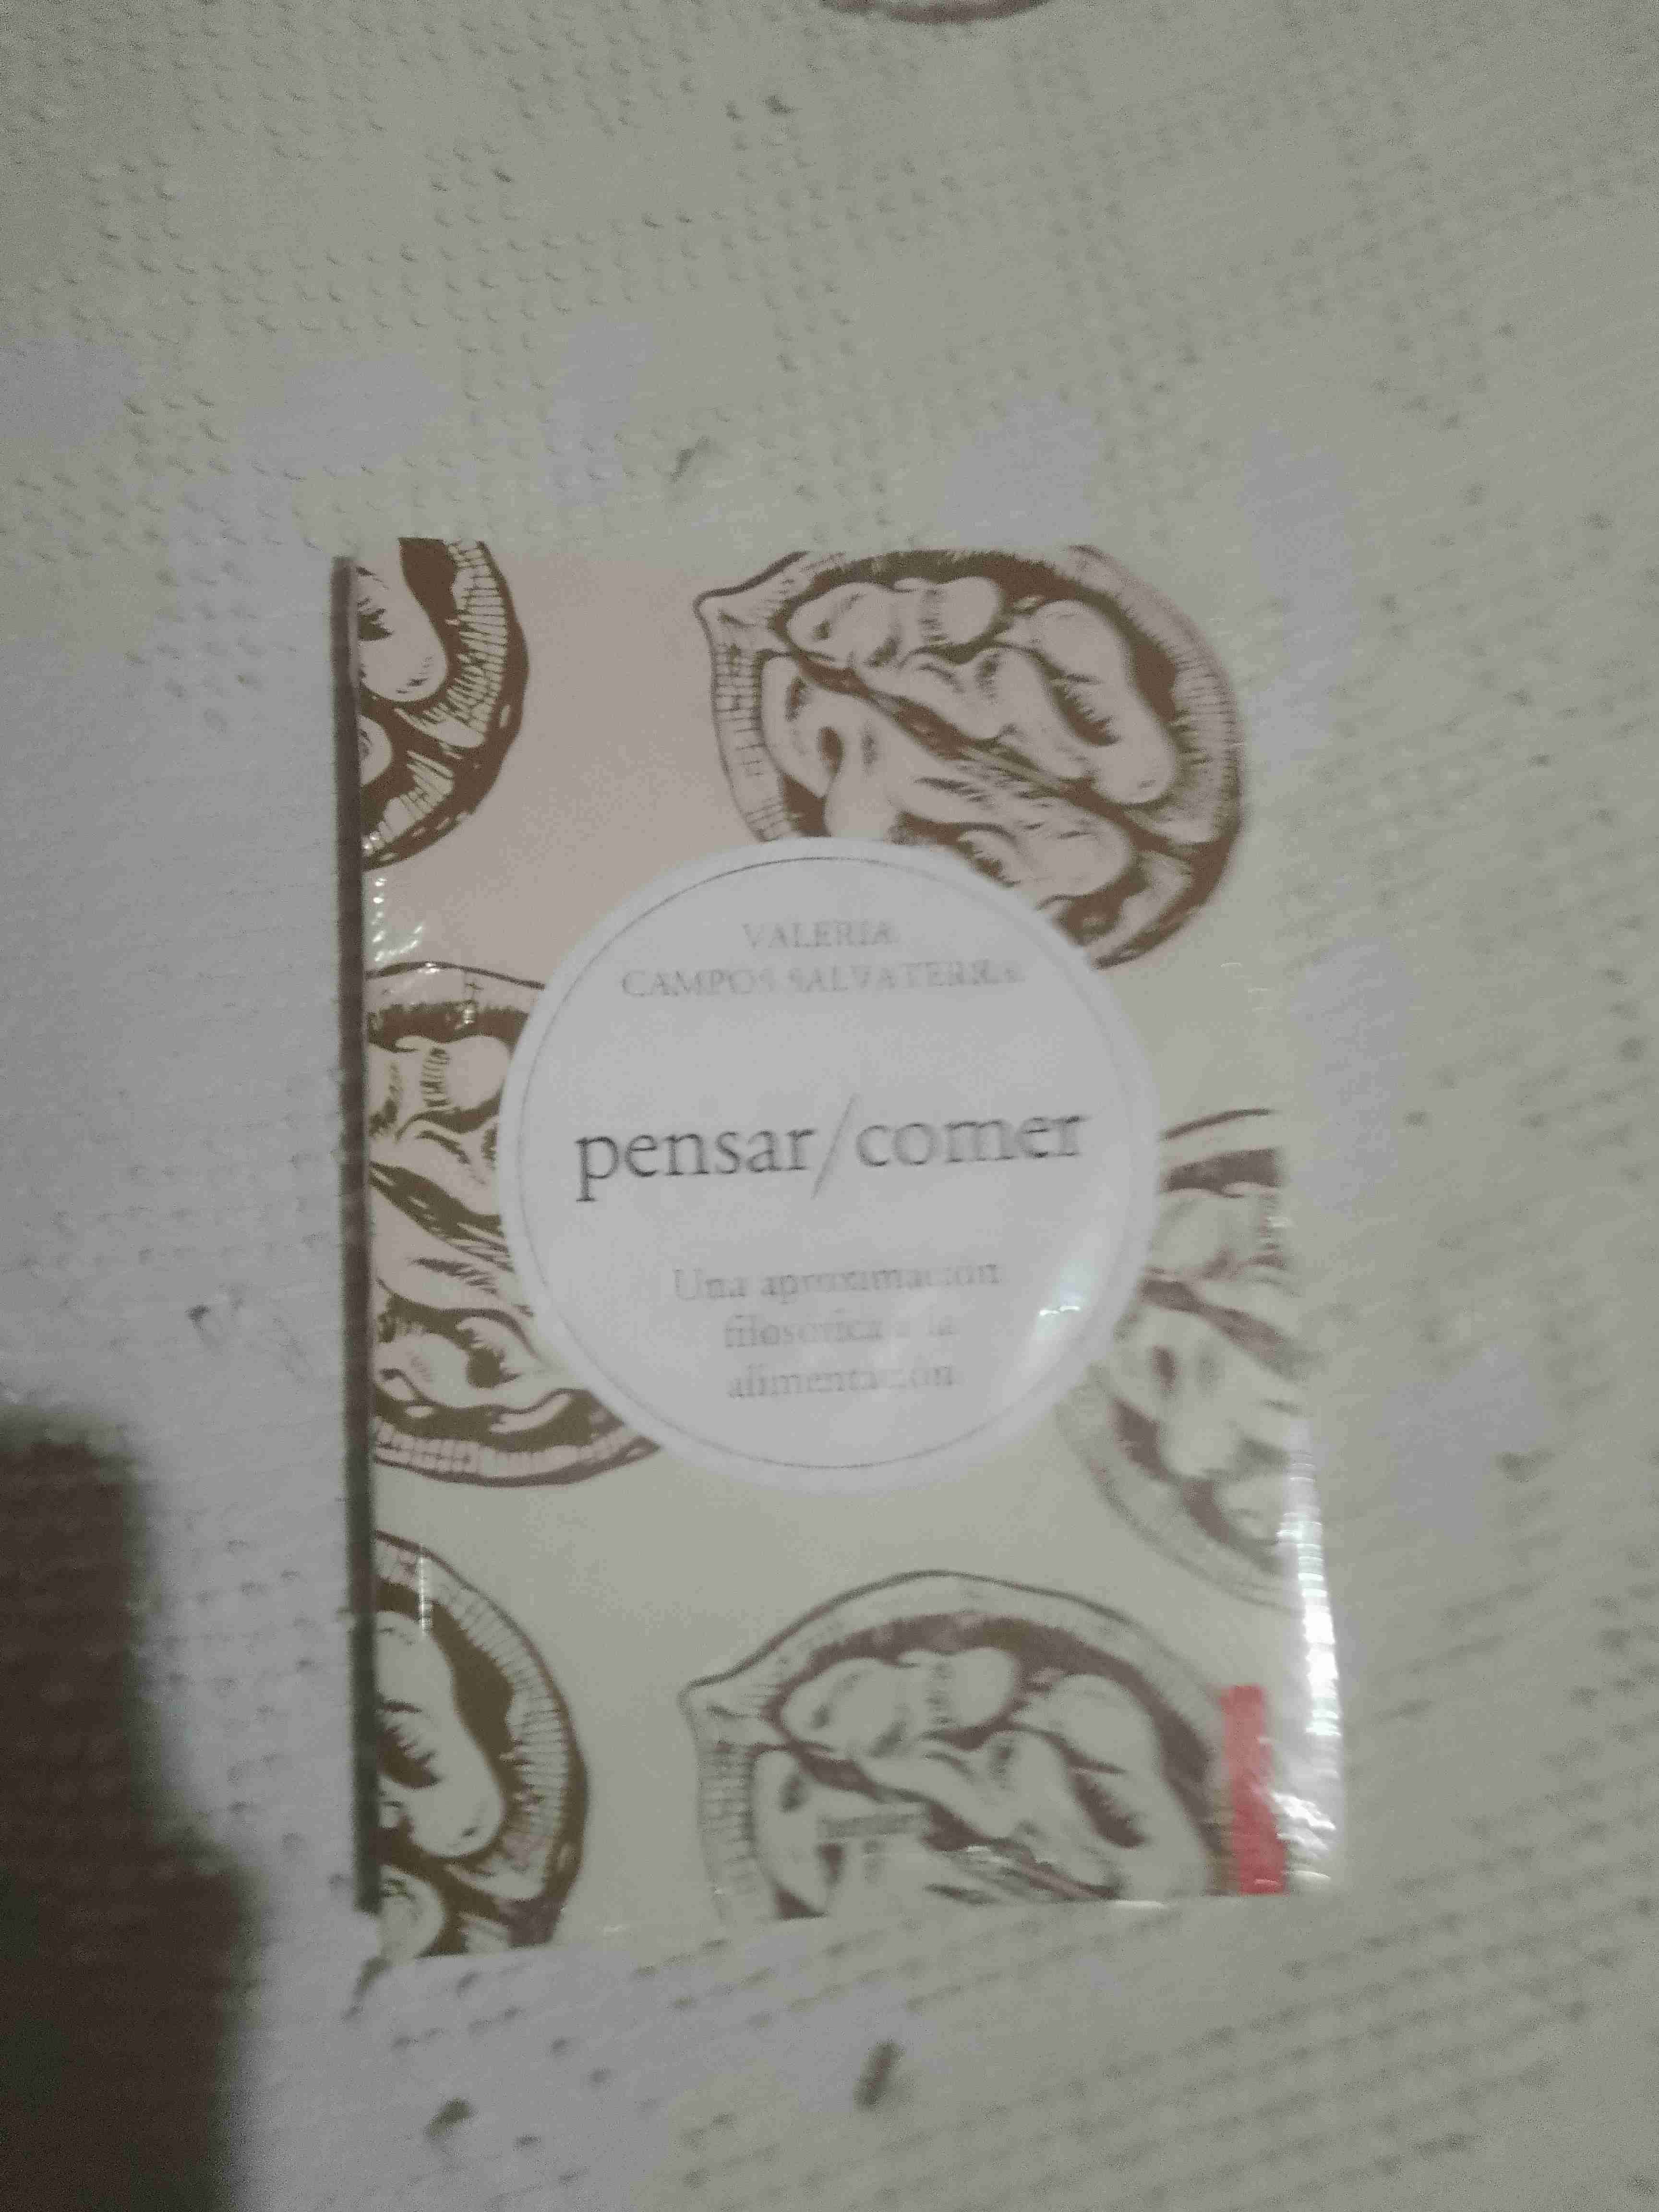 VALERIA
CAMPOS SALVATERRA
pensar/comer
Una aproximación
filosófica a la
alimentación